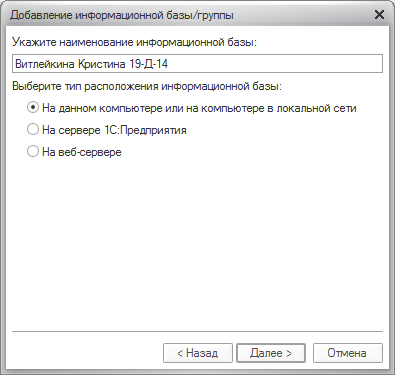 Добавление информационной базы/группы
Укажите наименование информационной базы:
Витлейкина Кристина 19-Д-14
Выберите тип расположения информационной базы:
На данном компьютере или на компьютере в локальной сети
На сервере 1С:Предприятия
На веб-сервере
< Назад
Далее >
Отмена